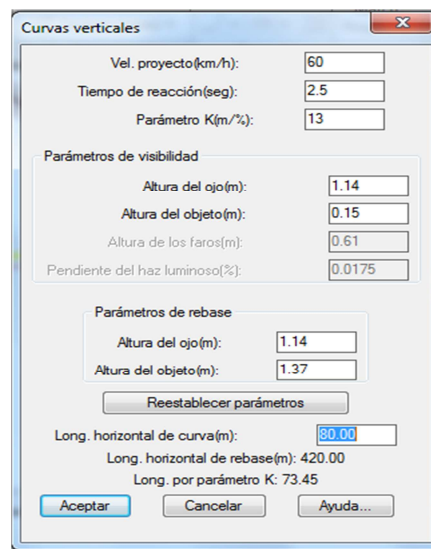 Curvas verticales
Vel. proyecto(km/h): 60
Tiempo de reacción(seg): 2.5
Parámetro K(m/%): 13
Parámetros de visibilidad
Altura del ojo(m): 1.14
Altura del objeto(m): 0.15
Altura de los faros(m): 0.61
Pendiente del haz luminoso(%): 0.0175
Parámetros de rebase
Altura del ojo(m): 1.14
Altura del objeto(m): 1.37
Reestablecer parámetros
Long. horizontal de curva(m): 80.00
Long. horizontal de rebase(m): 420.00
Long. por parámetro K: 73.45
Aceptar Cancelar Ayuda...